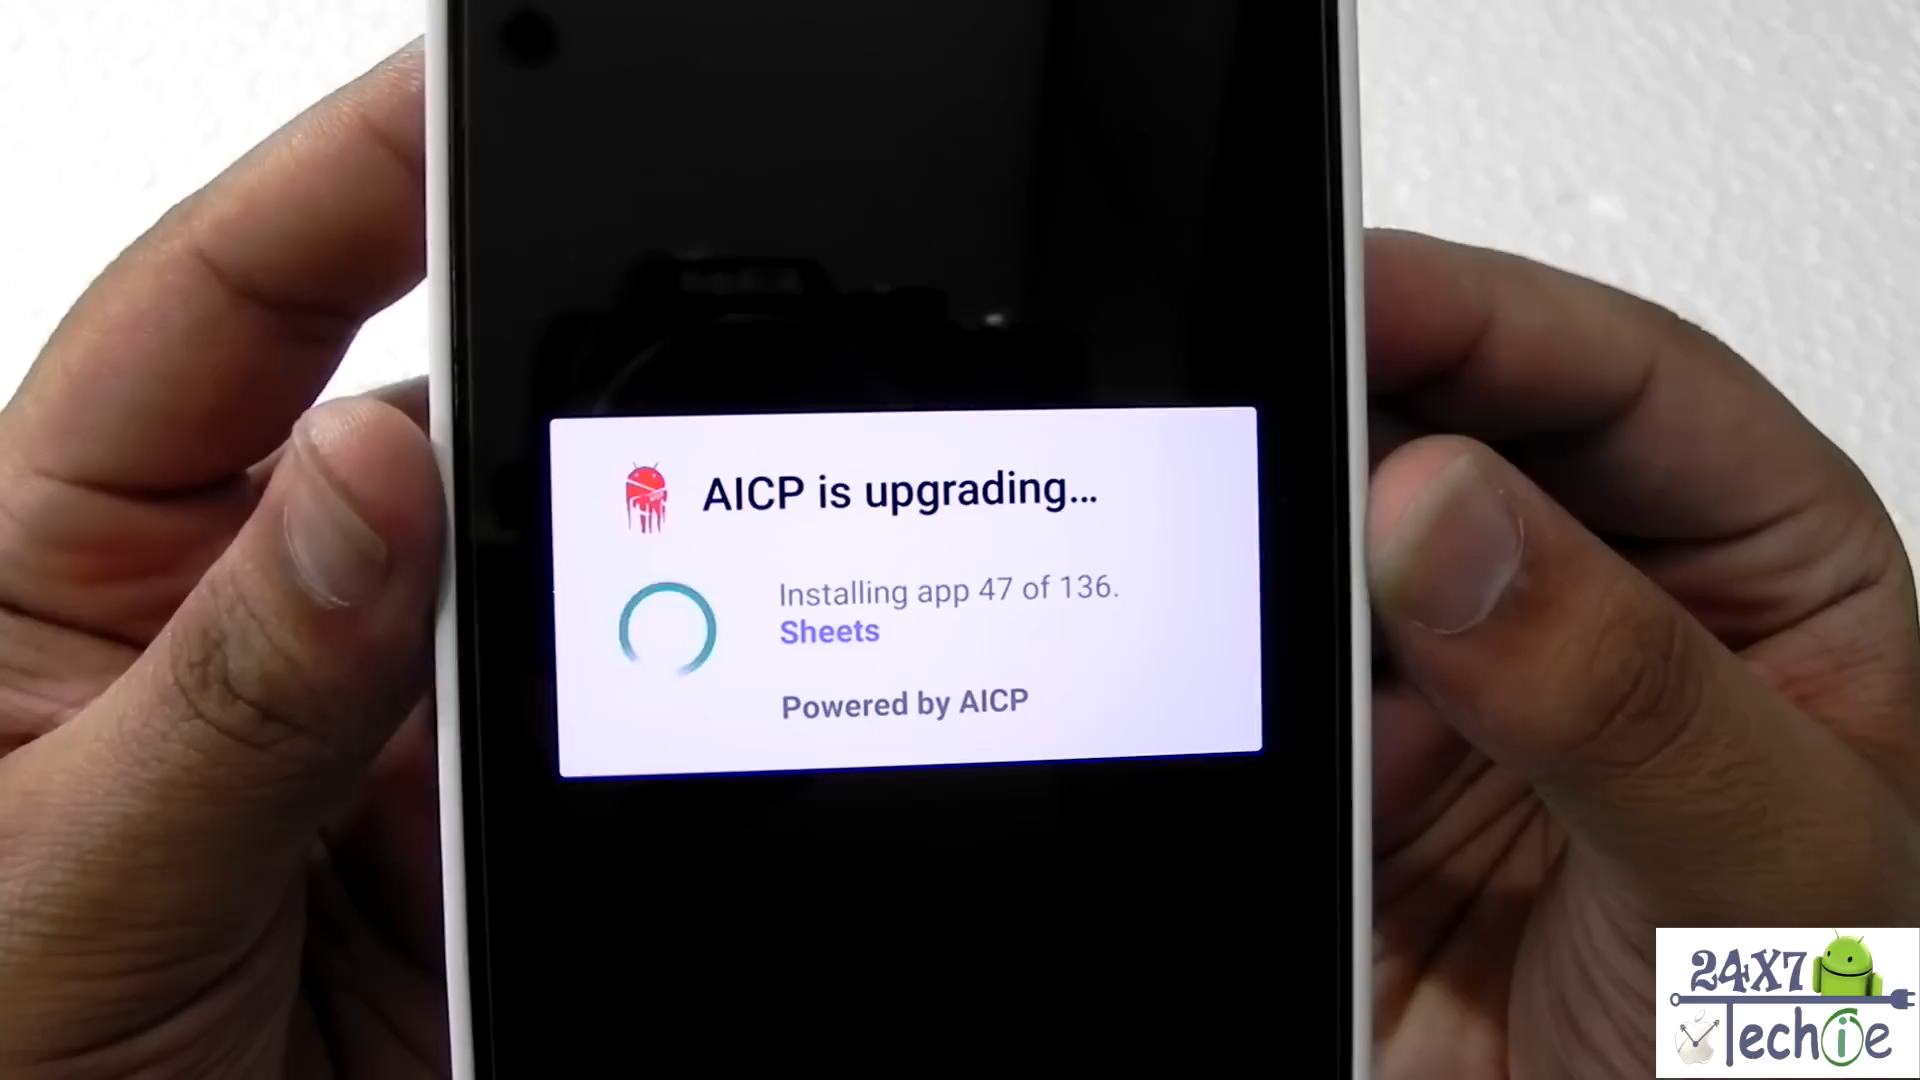 AICP is upgrading...
Installing app 47 of 136.
Sheets
Powered by AICP
24X7
Techie